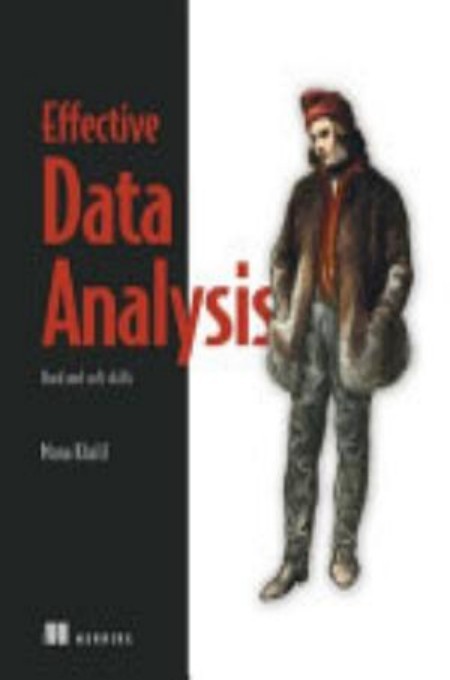 Effective
Data
Analysis
Hard and soft skills
Mona Khalil
MANNING